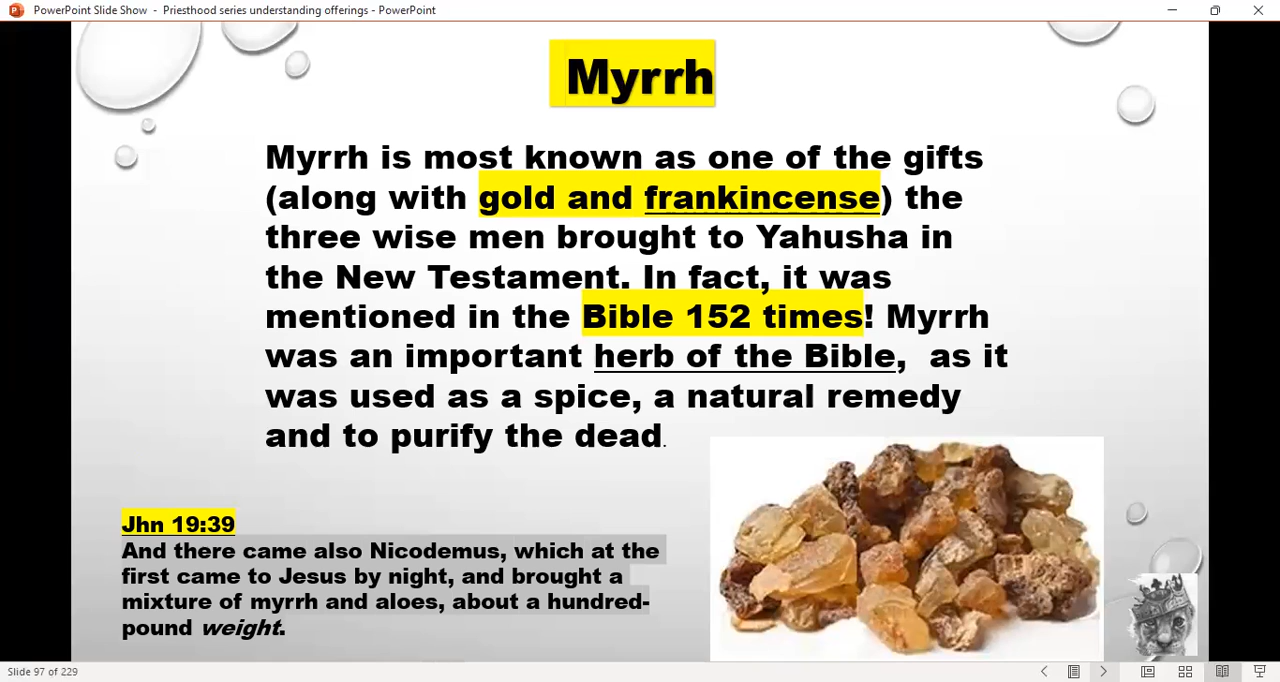 PowerPoint Slide Show - Priesthood series understanding offerings - PowerPoint
Myrrh
Myrrh is most known as one of the gifts
(along with gold and frankincense) the
three wise men brought to Yahusha in
the New Testament. In fact, it was
mentioned in the Bible 152 times! Myrrh
was an important herb of the Bible, as it
was used as a spice, a natural remedy
and to purify the dead.
Jhn 19:39
And there came also Nicodemus, which at the
first came to Jesus by night, and brought a
mixture of myrrh and aloes, about a hundred-
pound weight.
Slide 97 of 229